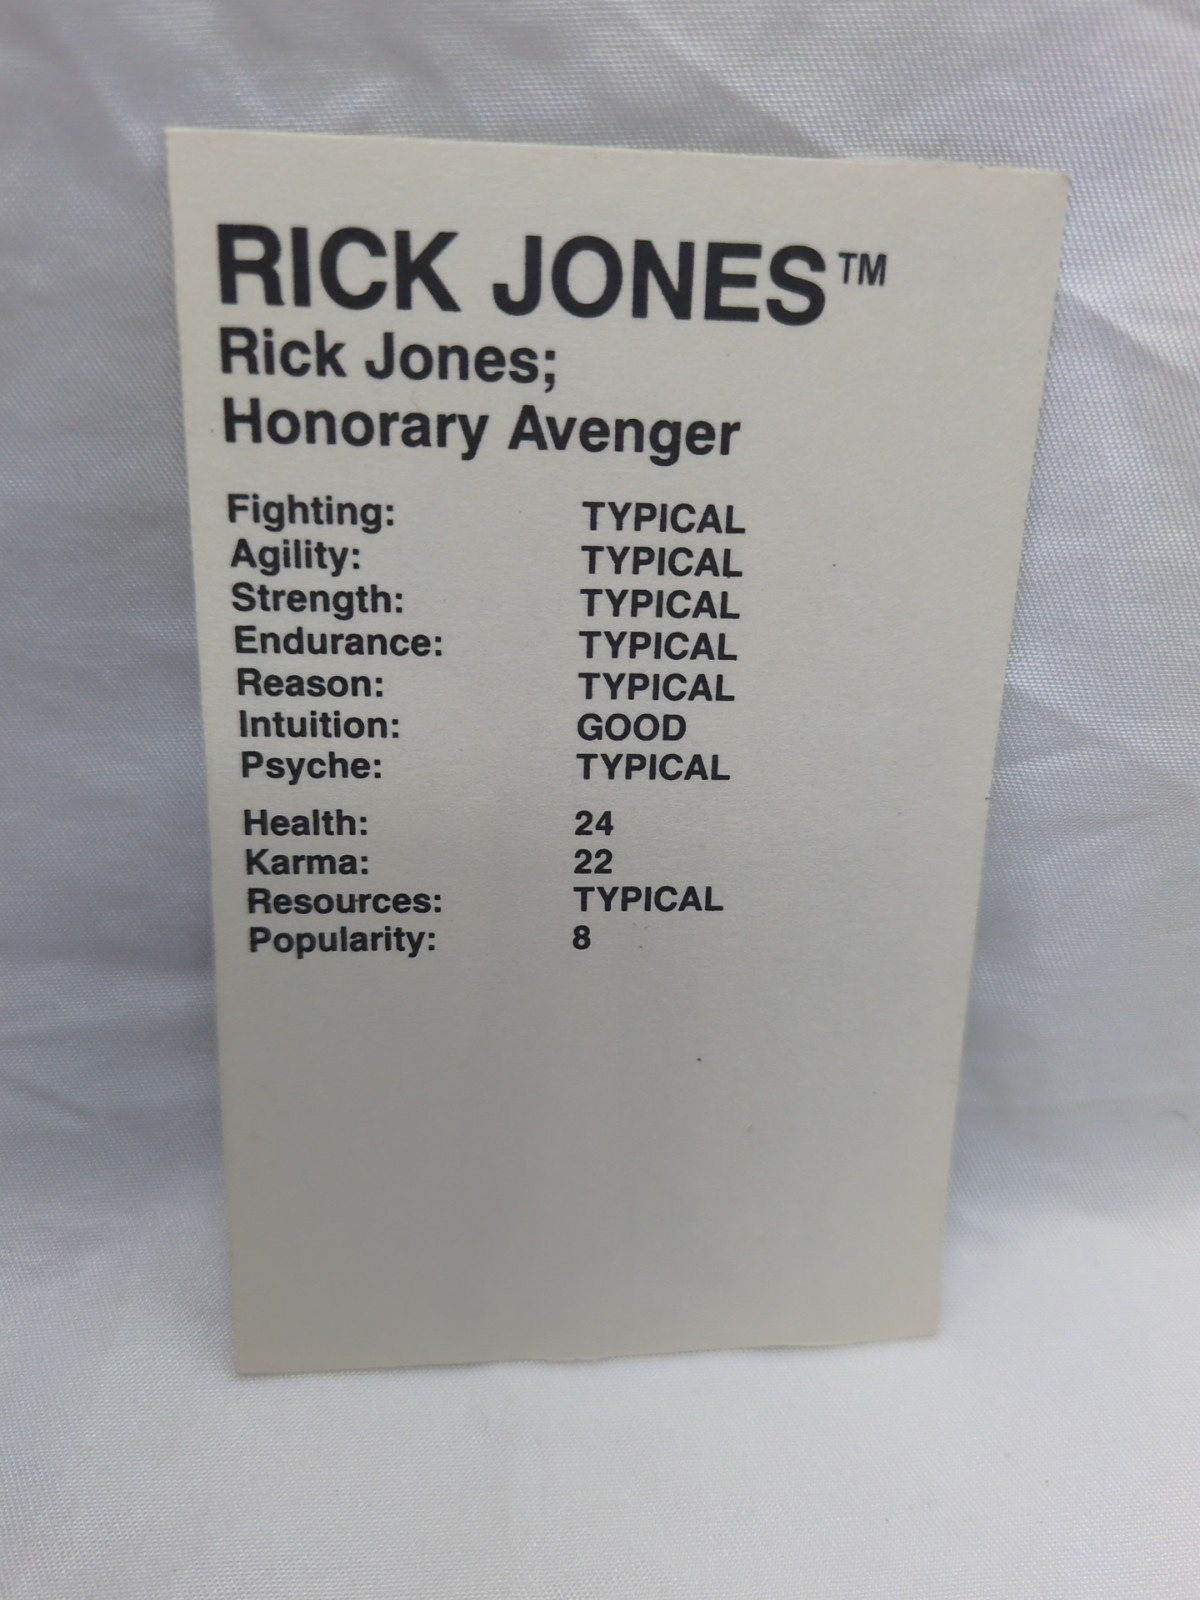 RICK JONES™
Rick Jones;
Honorary Avenger
Fighting: TYPICAL
Agility: TYPICAL
Strength: TYPICAL
Endurance: TYPICAL
Reason: TYPICAL
Intuition: GOOD
Psyche: TYPICAL
Health: 24
Karma: 22
Resources: TYPICAL
Popularity: 8